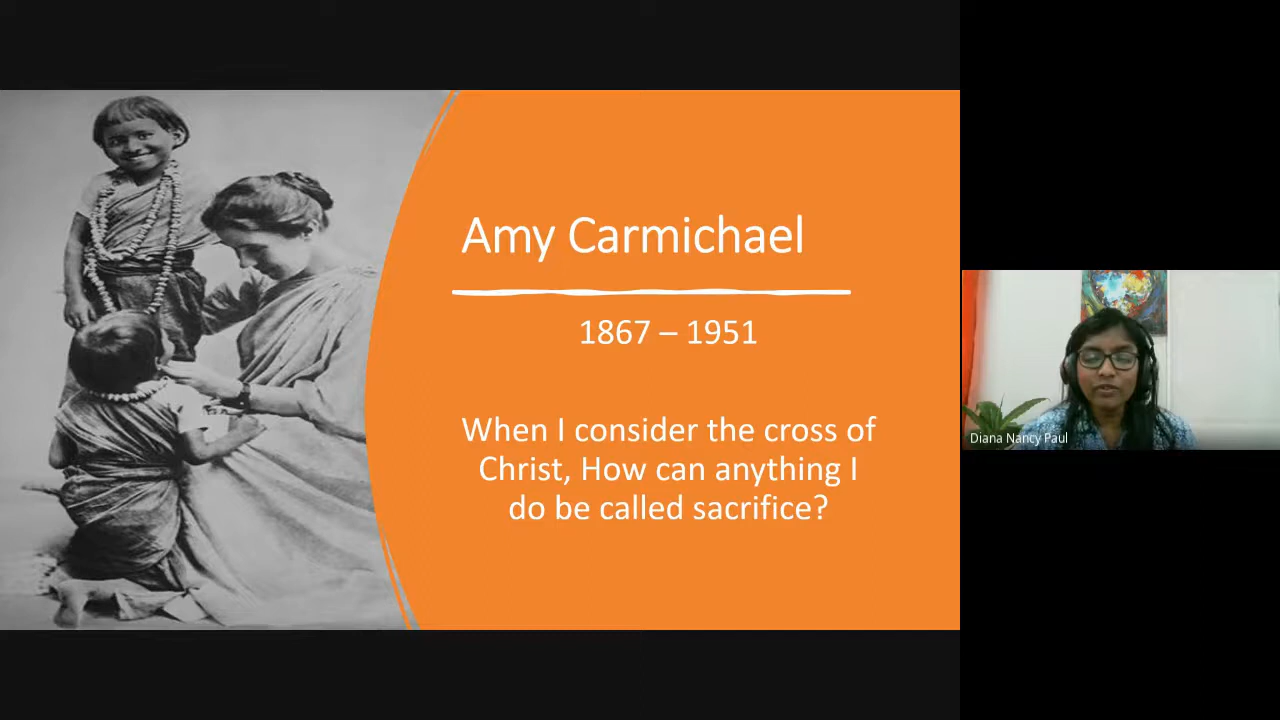 Amy Carmichael
1867 – 1951
When I consider the cross of
Christ, How can anything I
do be called sacrifice?
Diana Nancy Paul